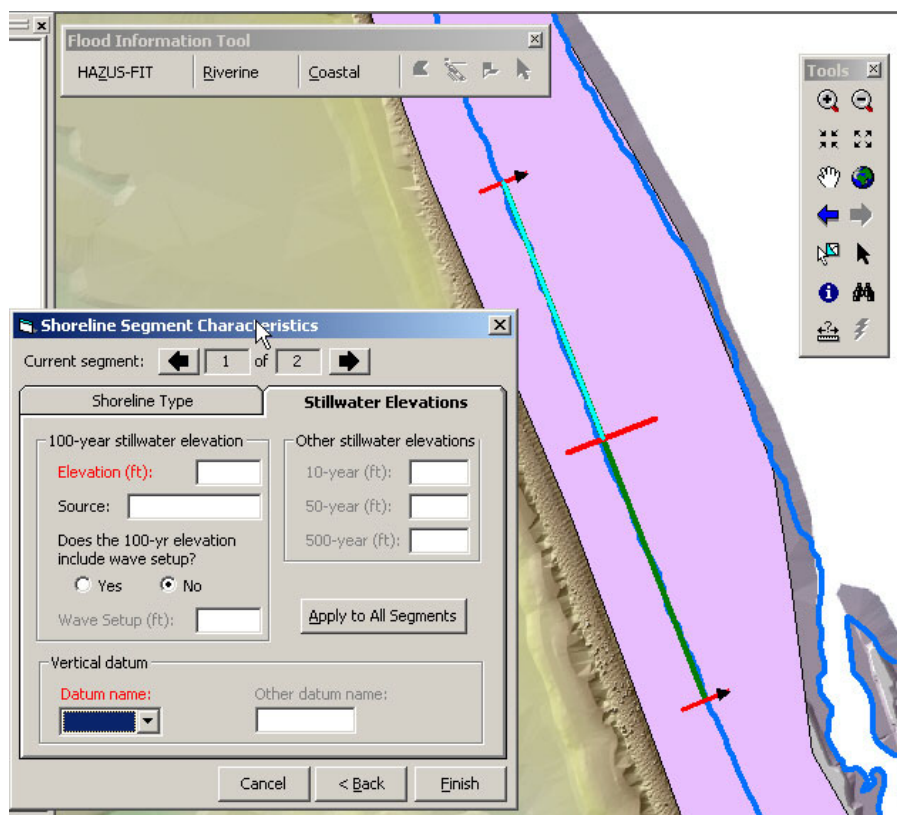 Flood Information Tool
HAZUS-FIT Riverine Coastal
Tools
Shoreline Segment Characteristics
Current segment: 1 of 2
Shoreline Type Stillwater Elevations
100-year stillwater elevation
Elevation (ft):
Source:
Does the 100-yr elevation
include wave setup?
Yes No
Wave Setup (ft):
Other stillwater elevations
10-year (ft):
50-year (ft):
500-year (ft):
Apply to All Segments
Vertical datum
Datum name: Other datum name:
Cancel < Back Finish